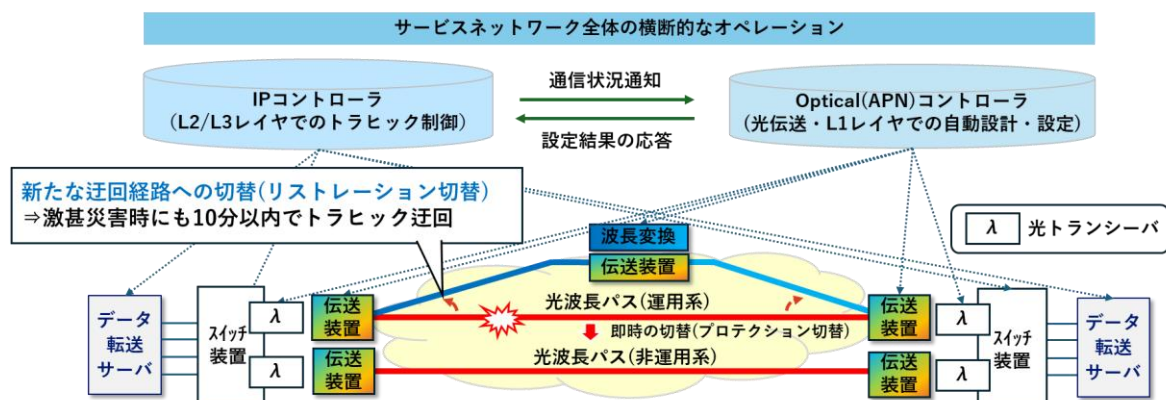 サービスネットワーク全体の横断的なオペレーション
IPコントローラ
(L2/L3レイヤでのトラヒック制御)
通信状況通知
設定結果の応答
Optical(APN)コントローラ
(光伝送・L1レイヤでの自動設計・設定)
新たな迂回経路への切替(リストレーション切替)
⇒激甚災害時にも10分以内でトラヒック迂回
波長変換
伝送装置
λ 光トランシーバ
データ
転送
サーバ
スイッチ
装置
λ
λ
伝送
装置
伝送
装置
光波長パス(運用系)
即時の切替(プロテクション切替)
光波長パス(非運用系)
伝送
装置
伝送
装置
λ
λ
スイッチ
装置
データ
転送
サーバ